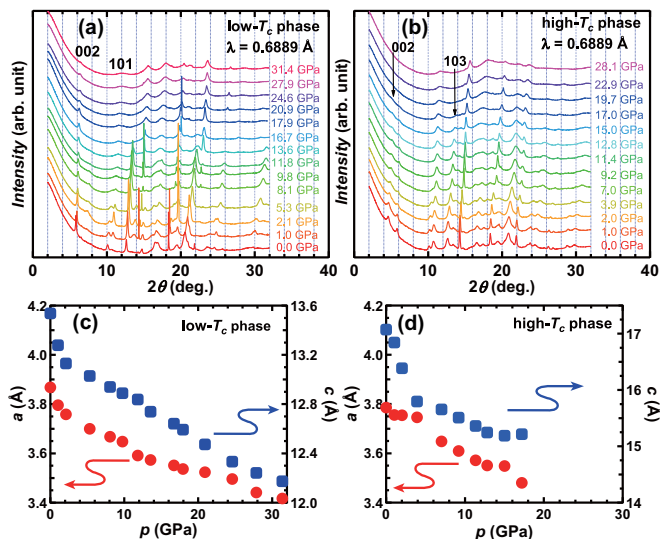 (a)
low-Tc phase
λ = 0.6889 Å
002
101
31.4 GPa
27.9 GPa
24.6 GPa
20.9 GPa
17.9 GPa
16.7 GPa
13.6 GPa
11.8 GPa
9.8 GPa
8.1 GPa
5.3 GPa
2.1 GPa
1.0 GPa
0.0 GPa
Intensity (arb. unit)
0 10 20 30 40
2θ (deg.)
(b)
high-Tc phase
λ = 0.6889 Å
002
103
28.1 GPa
22.9 GPa
19.7 GPa
17.0 GPa
15.0 GPa
12.8 GPa
11.4 GPa
9.2 GPa
7.0 GPa
3.9 GPa
2.0 GPa
1.0 GPa
0.0 GPa
Intensity (arb. unit)
0 10 20 30 40
2θ (deg.)
(c)
low-Tc phase
4.2
4.0
3.8
3.6
3.4
a (Å)
13.6
13.2
12.8
12.4
12.0
c (Å)
0 10 20 30
p (GPa)
(d)
high-Tc phase
4.2
4.0
3.8
3.6
3.4
a (Å)
17
16
15
14
c (Å)
0 10 20 30
p (GPa)